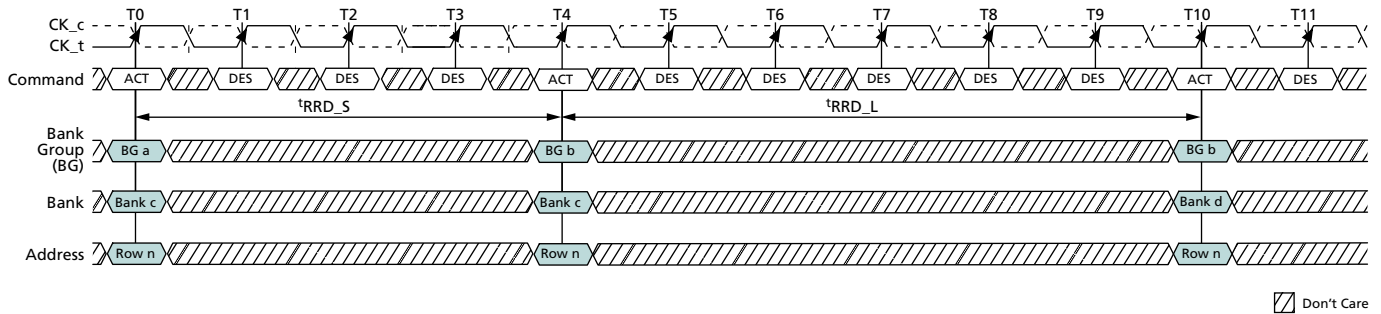 T0 T1 T2 T3 T4 T5 T6 T7 T8 T9 T10 T11
CK_c
CK_t
Command ACT DES DES DES ACT DES DES DES DES DES ACT DES
tRRD_S tRRD_L
Bank
Group
(BG)
BG a BG b BG b
Bank Bank c Bank c Bank d
Address Row n Row n Row n
Don't Care